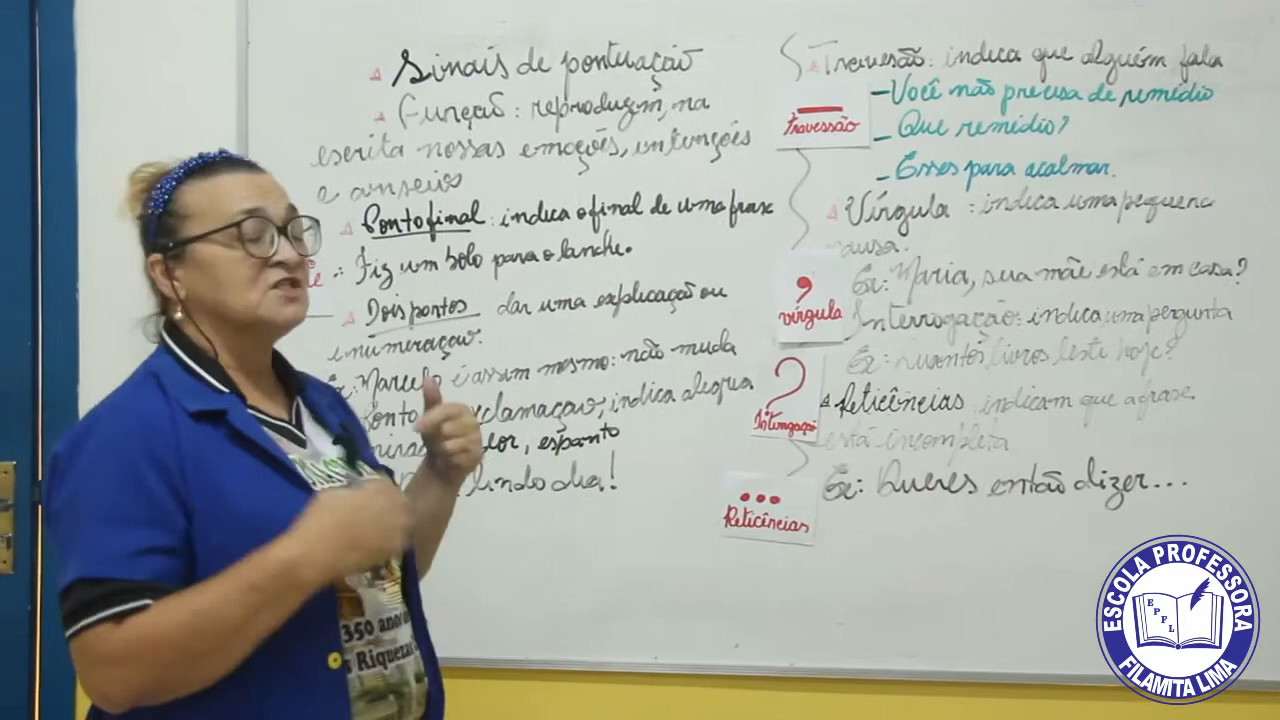 Sinais de pontuação
Função: reproduzem, na
escrita nossas emoções, intenções
e anseios
Ponto final: indica o final de uma frase
Fiz um bolo para o lanche.
Dois pontos dar uma explicação ou
enumeração.
Ex: Marcelo é assim mesmo: não muda
clamação, indica alegria
dor, espanto
lindo dia!
Travessão: indica que alguém fala
—Você não precisa de remédio
— Que remédio?
— Esses para acalmar.
Vírgula : indica uma pequena
pausa.
Ex: Maria, sua mãe está em casa?
Interrogação: indica uma pergunta
Ex: Quantos livros leste hoje?
Reticências: indicam que a frase
está incompleta
Ex: Queres então dizer...
—
travessão
,
vírgula
?
...
Reticências
350 anos
Riqueza
ESCOLA PROFESSORA
E P F L
FILAMITA LIMA